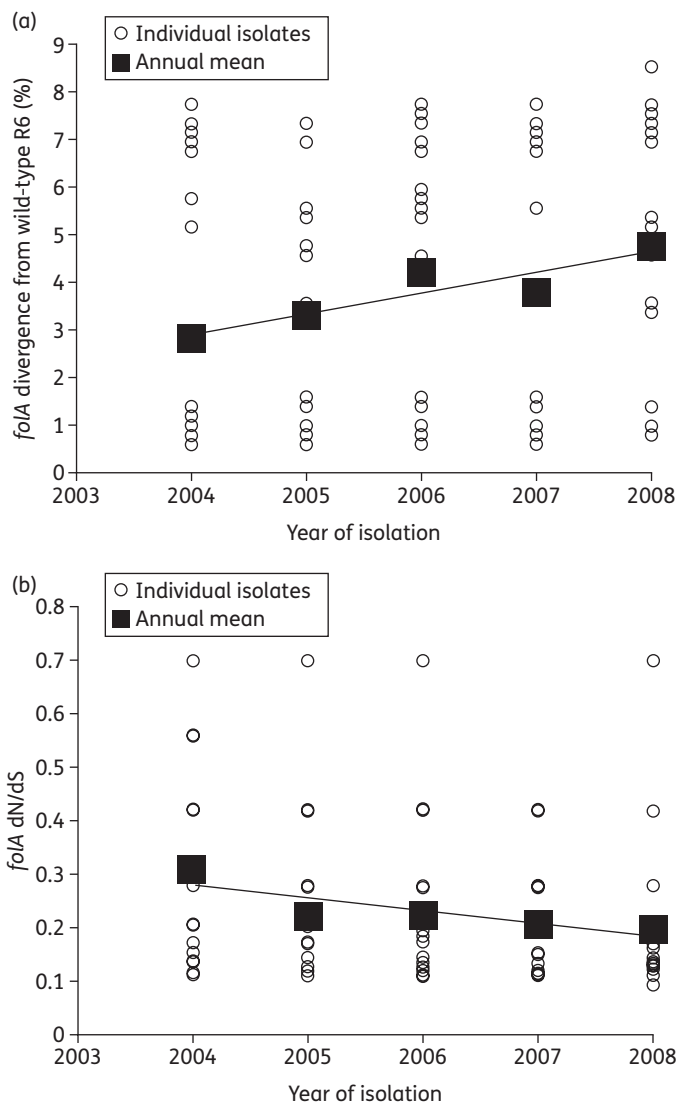 (a)
Individual isolates
Annual mean
folA divergence from wild-type R6 (%)
9
8
7
6
5
4
3
2
1
0
2003 2004 2005 2006 2007 2008
Year of isolation
(b)
Individual isolates
Annual mean
folA dN/dS
0.8
0.7
0.6
0.5
0.4
0.3
0.2
0.1
0
2003 2004 2005 2006 2007 2008
Year of isolation